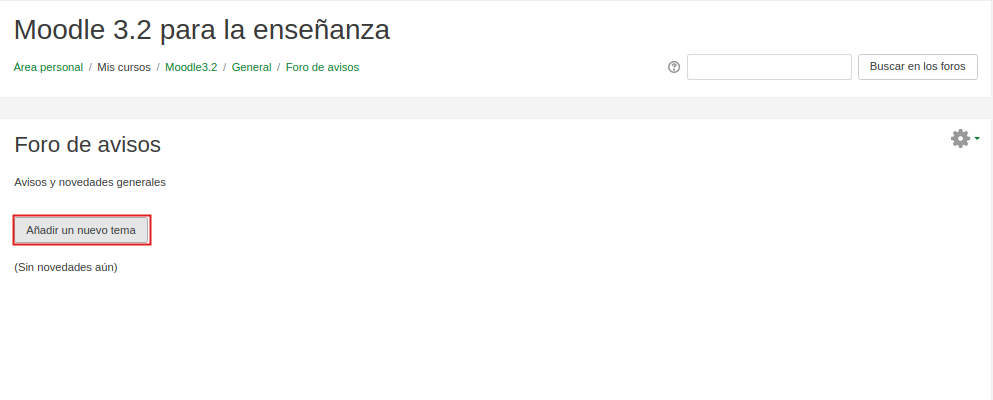 Moodle 3.2 para la enseñanza
Área personal / Mis cursos / Moodle3.2 / General / Foro de avisos
Buscar en los foros
Foro de avisos
Avisos y novedades generales
Añadir un nuevo tema
(Sin novedades aún)